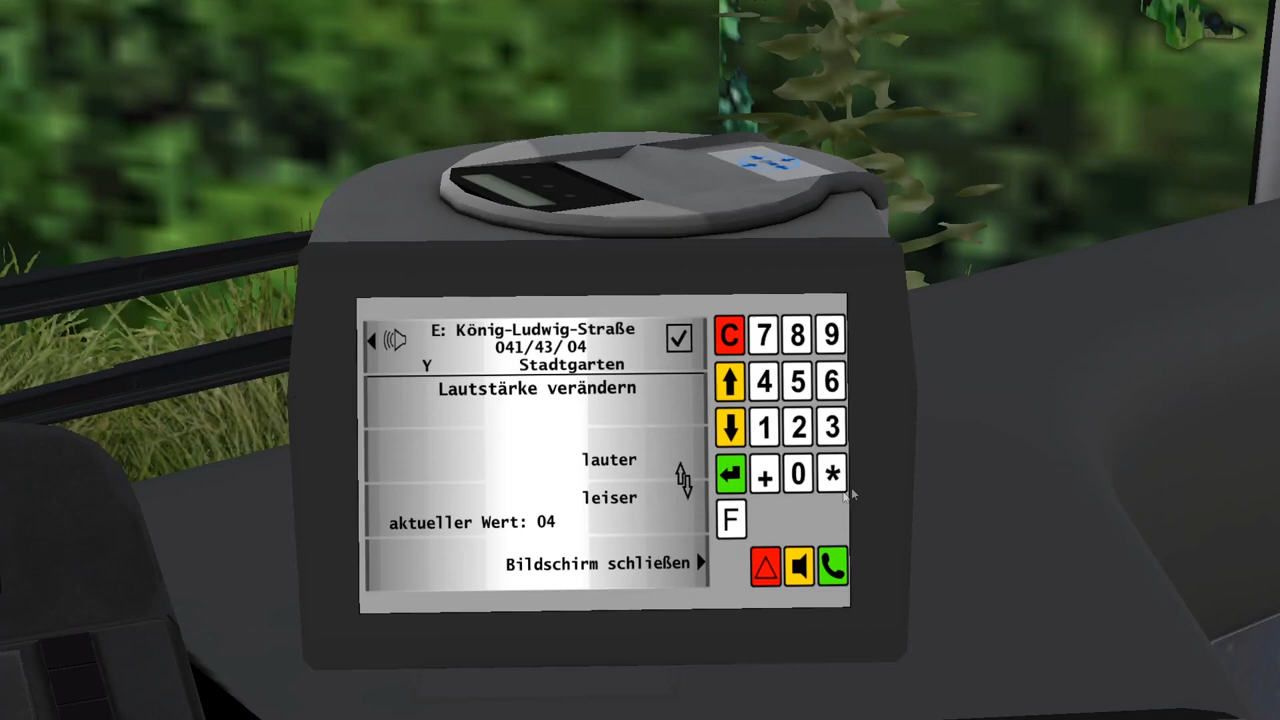 E: König-Ludwig-Straße
041/43/ 04
Y Stadtgarten
Lautstärke verändern
lauter
leiser
aktueller Wert: 04
Bildschirm schließen
C 7 8 9
4 5 6
1 2 3
+ 0 *
F